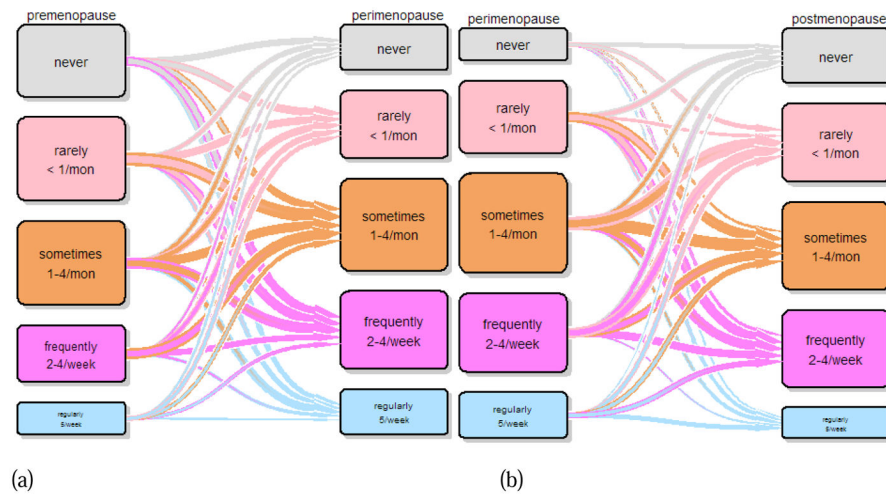 premenopause
never
rarely
< 1/mon
sometimes
1-4/mon
frequently
2-4/week
regularly
5/week
perimenopause
never
rarely
< 1/mon
sometimes
1-4/mon
frequently
2-4/week
regularly
5/week
(a)
perimenopause
never
rarely
< 1/mon
sometimes
1-4/mon
frequently
2-4/week
regularly
5/week
postmenopause
never
rarely
< 1/mon
sometimes
1-4/mon
frequently
2-4/week
regularly
5/week
(b)